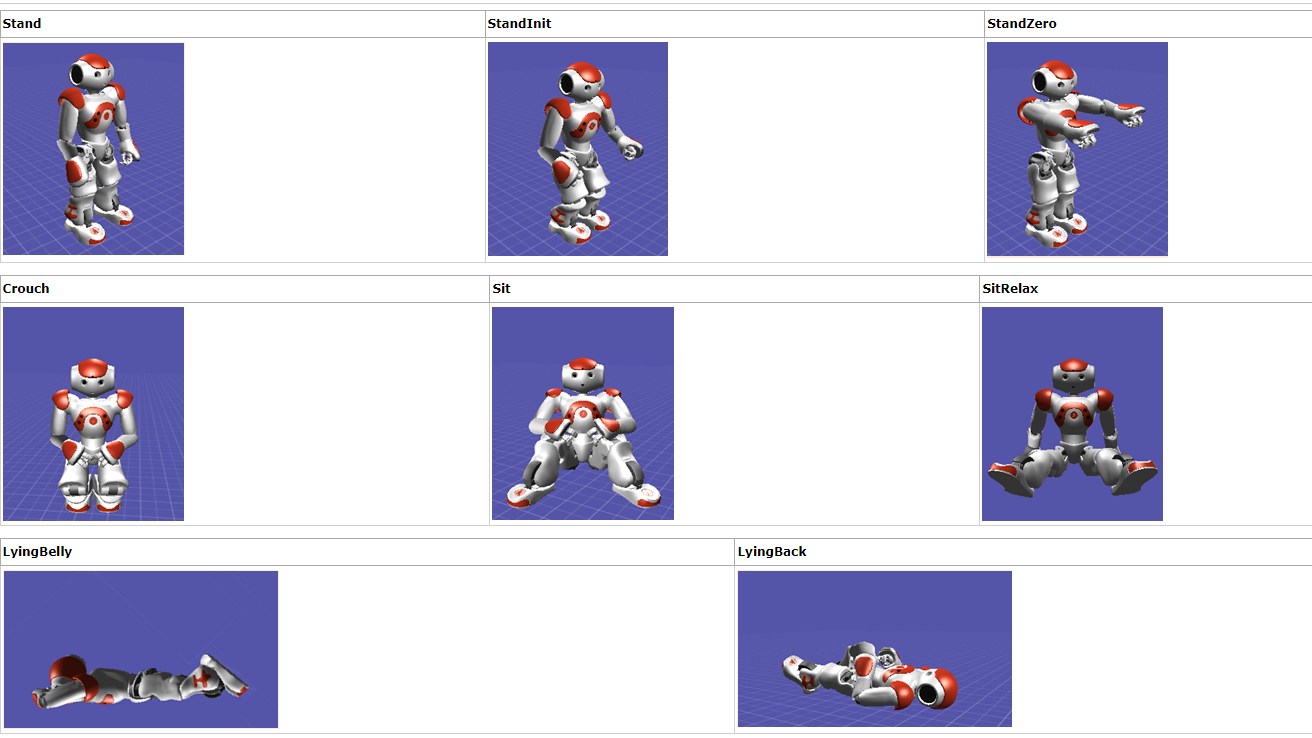 Stand
StandInit
StandZero
Crouch
Sit
SitRelax
LyingBelly
LyingBack